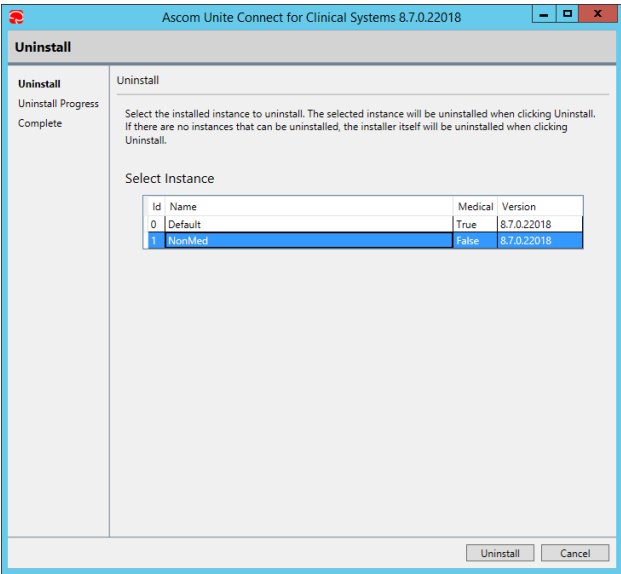 Ascom Unite Connect for Clinical Systems 8.7.0.22018
Uninstall
Uninstall
Uninstall Progress
Complete
Uninstall
Select the installed instance to uninstall. The selected instance will be uninstalled when clicking Uninstall.
If there are no instances that can be uninstalled, the installer itself will be uninstalled when clicking
Uninstall.
Select Instance
Id Name Medical Version
0 Default True 8.7.0.22018
1 NonMed False 8.7.0.22018
Uninstall Cancel